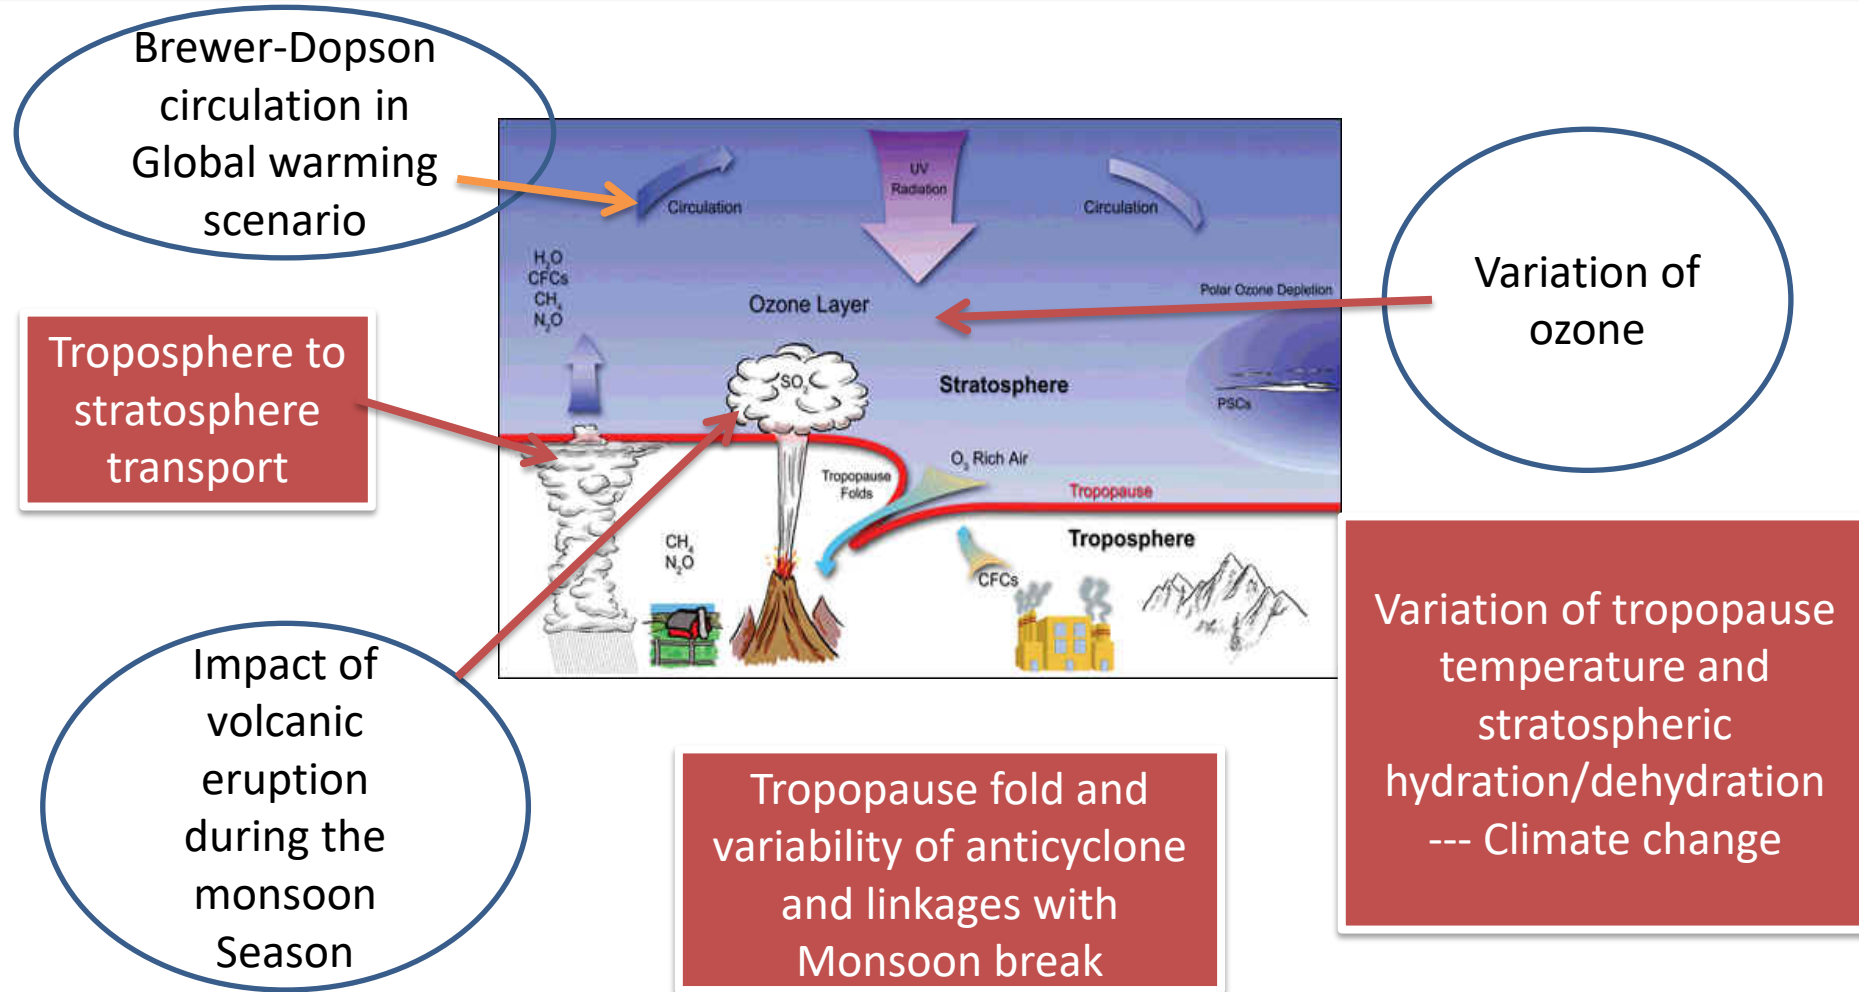 Brewer-Dopson
circulation in
Global warming
scenario
Troposphere to
stratosphere
transport
Impact of
volcanic
eruption
during the
monsoon
Season
Circulation
UV
Radiation
Circulation
H₂O
CFCs
CH₄
N₂O
Ozone Layer
Polar Ozone Depletion
SO₂
Stratosphere
PSCs
Tropopause
Folds
O₃ Rich Air
Tropopause
Troposphere
CH₄
N₂O
CFCs
Variation of
ozone
Variation of tropopause
temperature and
stratospheric
hydration/dehydration
--- Climate change
Tropopause fold and
variability of anticyclone
and linkages with
Monsoon break